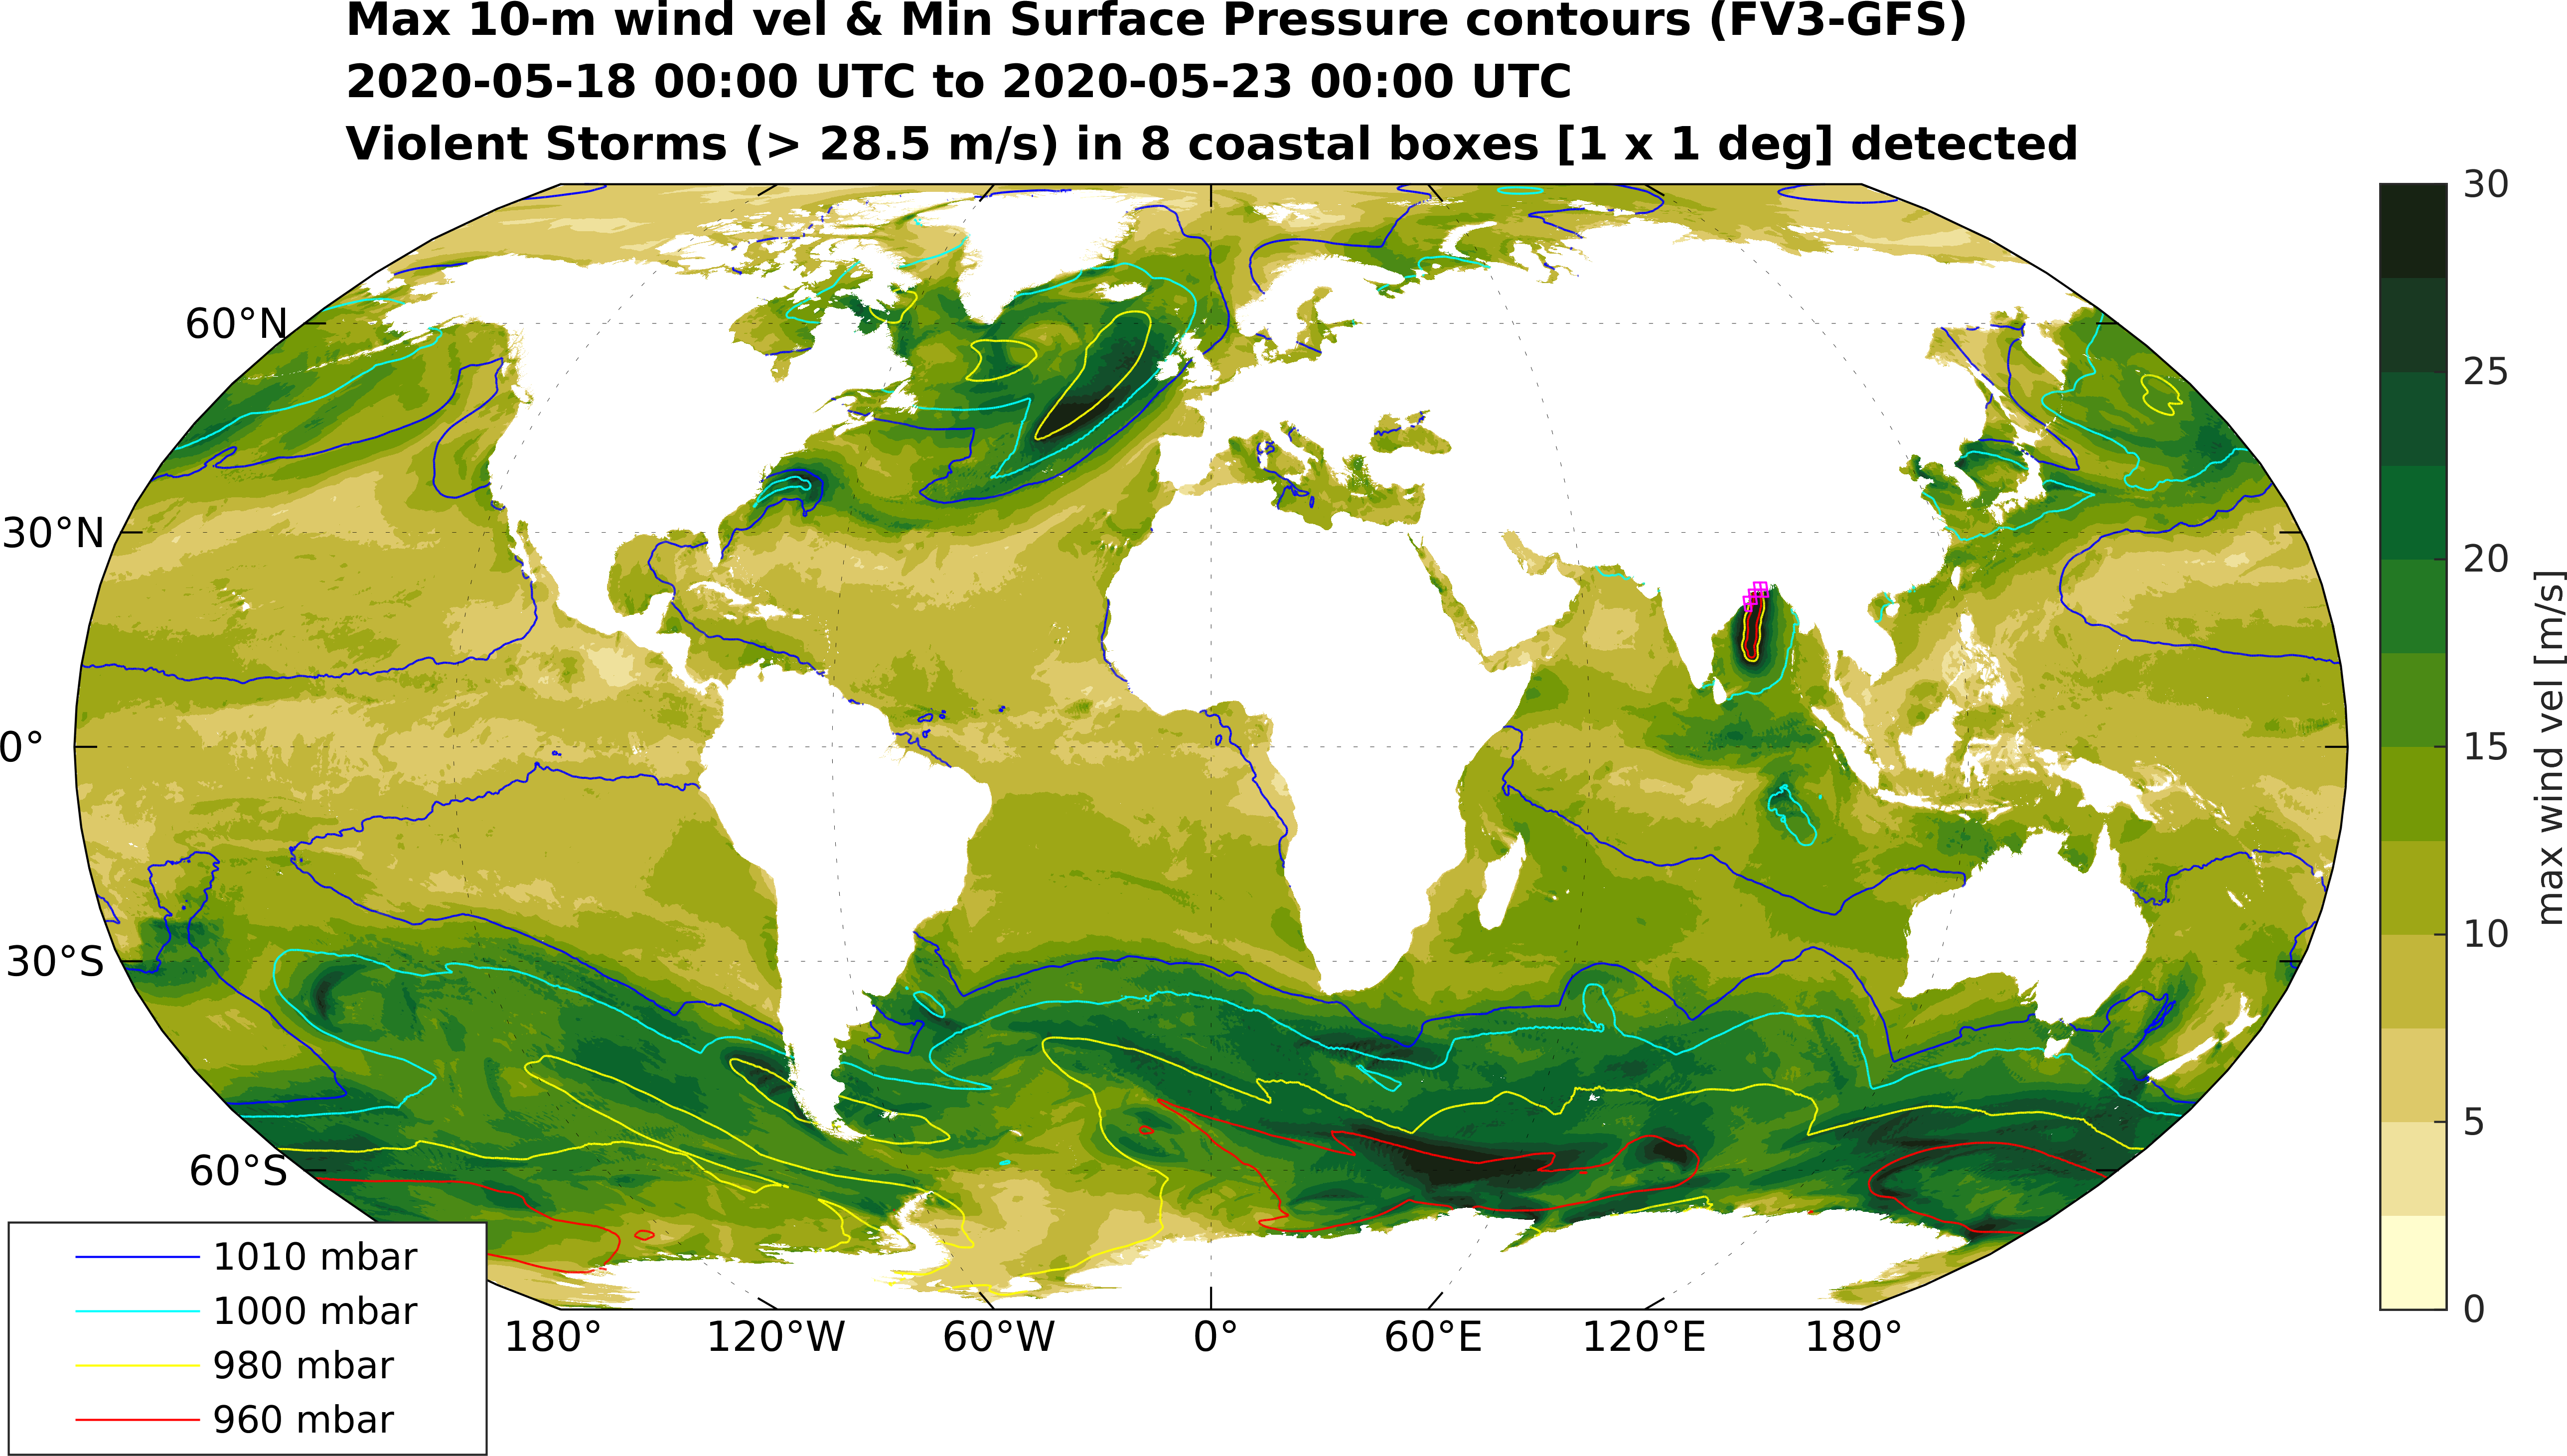 Max 10-m wind vel & Min Surface Pressure contours (FV3-GFS)
2020-05-18 00:00 UTC to 2020-05-23 00:00 UTC
Violent Storms (> 28.5 m/s) in 8 coastal boxes [1 x 1 deg] detected
60°N
30°N
0°
30°S
60°S
180°
120°W
60°W
0°
60°E
120°E
180°
1010 mbar
1000 mbar
980 mbar
960 mbar
30
25
20
15
10
5
0
max wind vel [m/s]